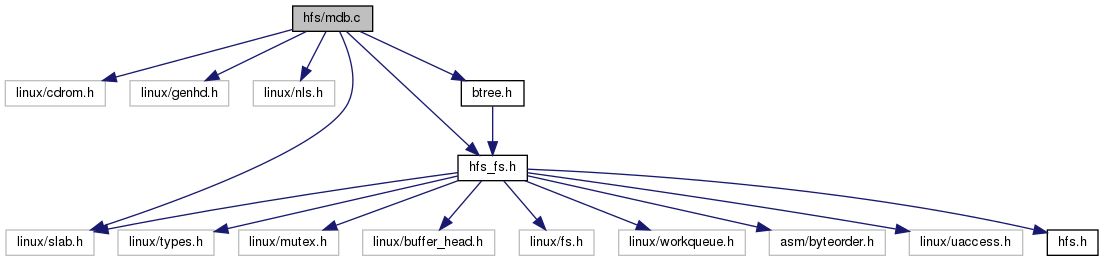 hfs/mdb.c
linux/cdrom.h
linux/genhd.h
linux/nls.h
btree.h
hfs_fs.h
linux/slab.h
linux/types.h
linux/mutex.h
linux/buffer_head.h
linux/fs.h
linux/workqueue.h
asm/byteorder.h
linux/uaccess.h
hfs.h